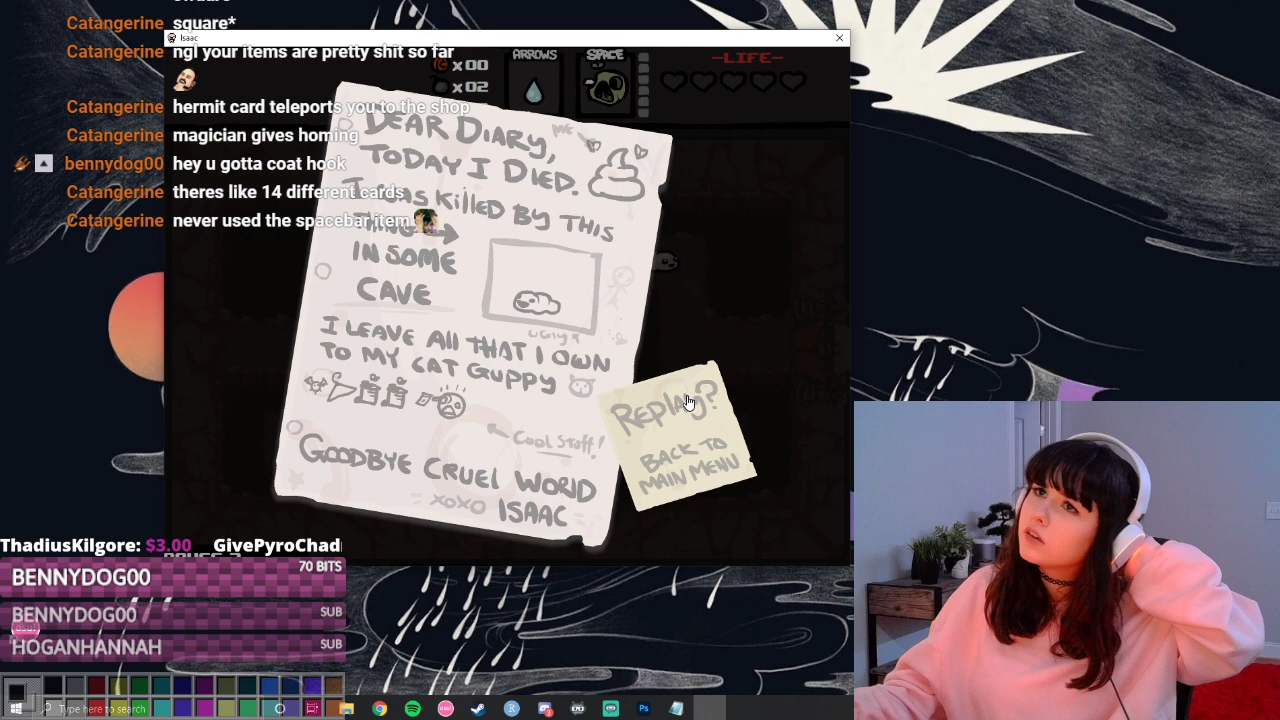 Catangerine square*
Isaac
Catangerine ngl your items are pretty shit so far
Catangerine hermit card teleports you to the shop
Catangerine magician gives homing
bennydog00 hey u gotta coat hook
Catangerine theres like 14 different cards
Catangerine never used the spacebar item
x00
x02
ARROWS
SPACE
—LIFE—
DEAR DIARY,
TODAY I DIED.
I WAS KILLED BY THIS
THING
IN SOME
CAVE
UGLY
I LEAVE ALL THAT I OWN
TO MY CAT GUPPY
COOL STUFF!
GOODBYE CRUEL WORLD
XOXO ISAAC
REPLAY?
BACK TO
MAIN MENU
ThadiusKilgore: $3.00 GivePyroChad
BENNYDOG00 70 BITS
BENNYDOG00 SUB
HOGANHANNAH SUB
Type here to search